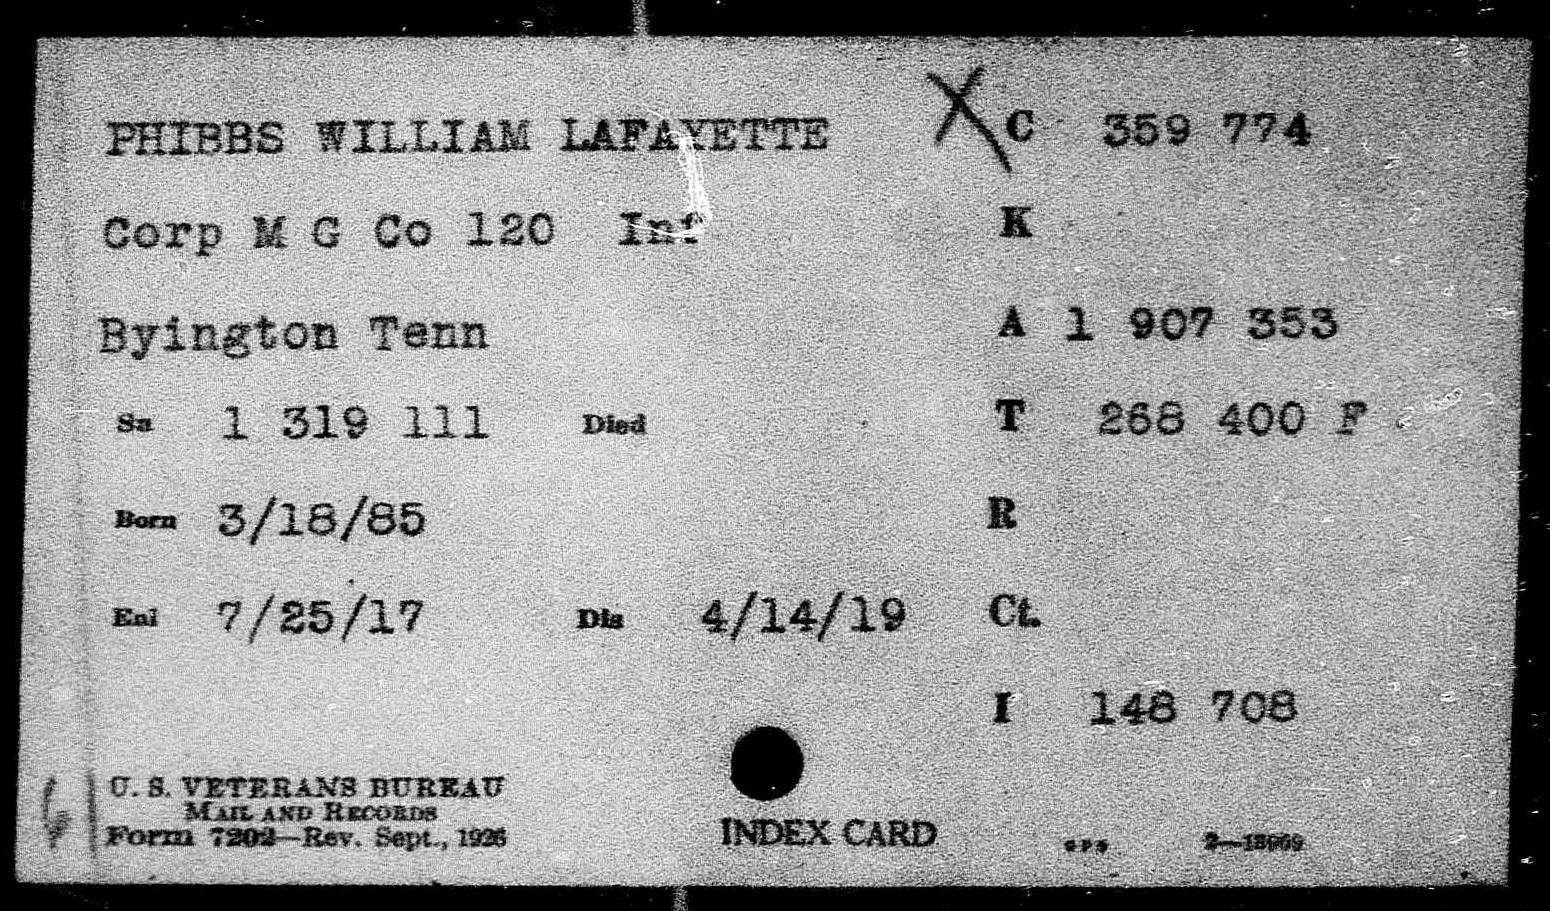 PHIBBS WILLIAM LAFAYETTE X C 359 774
Corp M G Co 120 Inf K
Byington Tenn A 1 907 353
Sn 1 319 111 Died T 268 400 F
Born 3/18/85 R
Enl 7/25/17 Dis 4/14/19 Ct.
I 148 708
U. S. VETERANS BUREAU
MAIL AND RECORDS
Form 7202—Rev. Sept., 1926
INDEX CARD